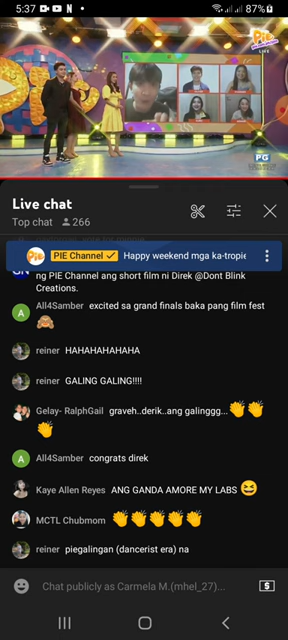 5:37
87%
Pie
LIVE
Pie
PG
Live chat
Top chat 266
Pie PIE Channel Happy weekend mga ka-tropie
ng PIE Channel ang short film ni Direk @Dont Blink
Creations.
A All4Samber excited sa grand finals baka pang film fest
reiner HAHAHAHAHAHA
reiner GALING GALING!!!!
Gelay- RalphGail graveh..derik..ang galinggg...
A All4Samber congrats direk
Kaye Allen Reyes ANG GANDA AMORE MY LABS
MCTL Chubmom
reiner piegalingan (dancerist era) na
Chat publicly as Carmela M.(mhel_27)...